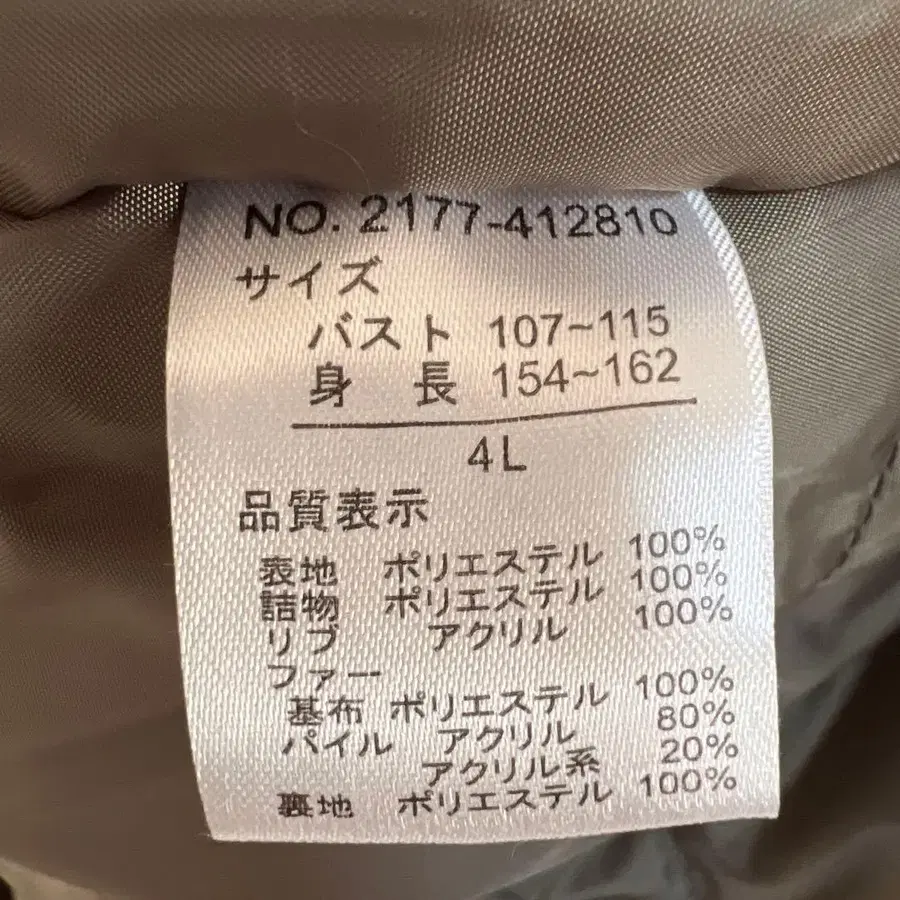 NO. 2177-412810
サイズ
バスト 107~115
身 長 154~162
4L
品質表示
表地 ポリエステル 100%
詰物 ポリエステル 100%
リブ アクリル 100%
ファー
基布 ポリエステル 100%
パイル アクリル 80%
アクリル系 20%
裏地 ポリエステル 100%